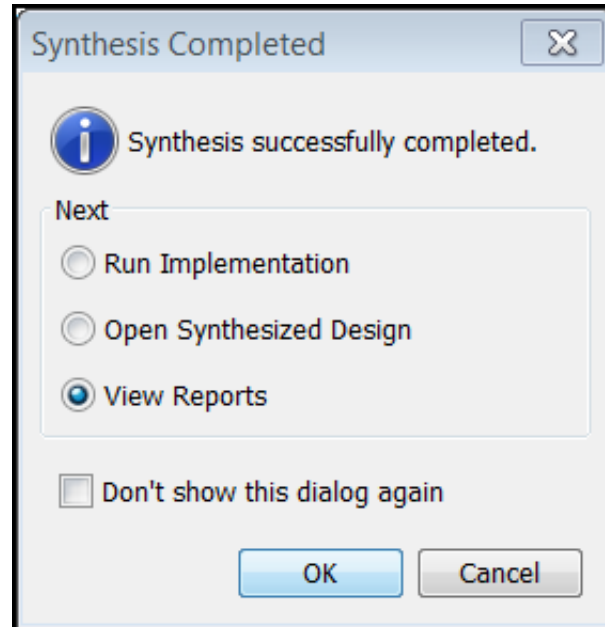 Synthesis Completed
Synthesis successfully completed.
Next
Run Implementation
Open Synthesized Design
View Reports
Don't show this dialog again
OK
Cancel